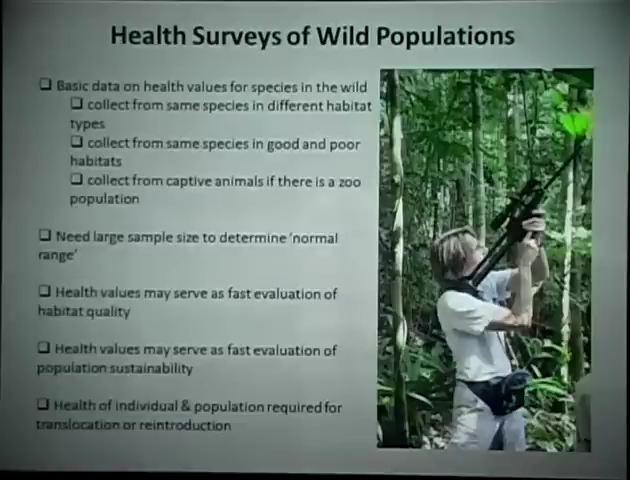 Health Surveys of Wild Populations
❑ Basic data on health values for species in the wild
❑ collect from same species in different habitat
types
❑ collect from same species in good and poor
habitats
❑ collect from captive animals if there is a zoo
population
❑ Need large sample size to determine 'normal
range'
❑ Health values may serve as fast evaluation of
habitat quality
❑ Health values may serve as fast evaluation of
population sustainability
❑ Health of individual & population required for
translocation or reintroduction